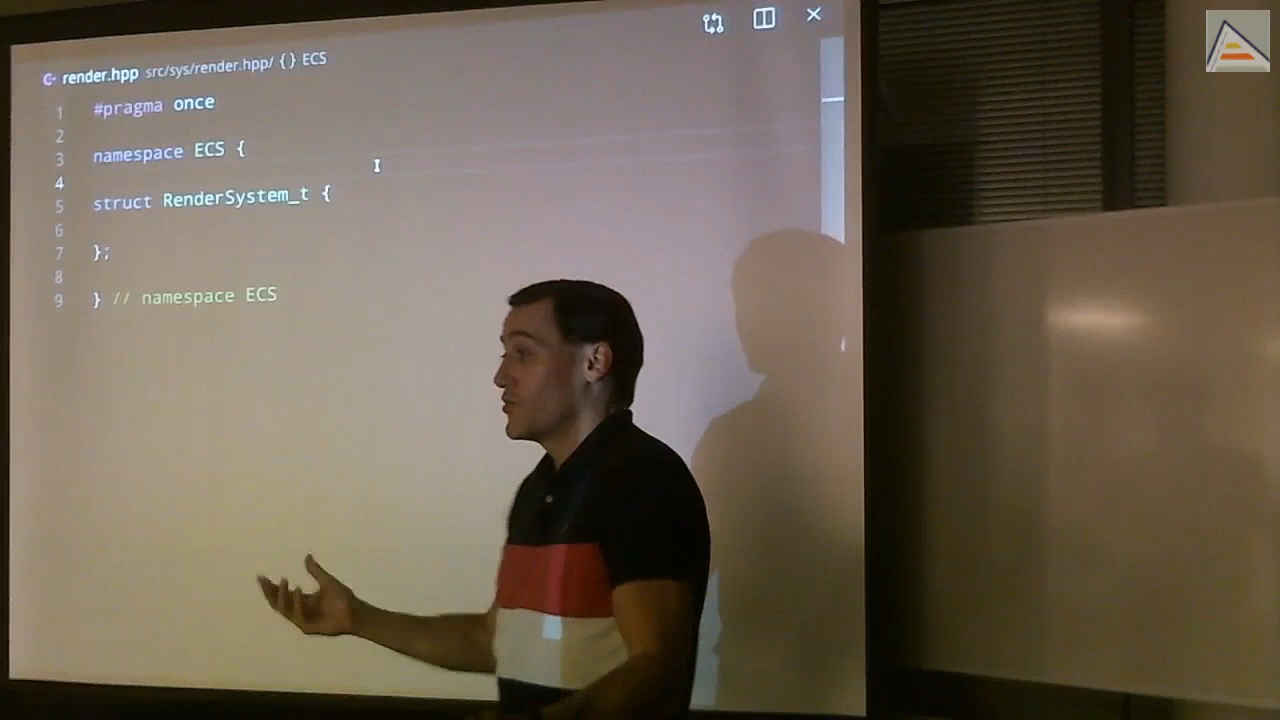 render.hpp src/sys/render.hpp/ {} ECS
1 #pragma once
2
3 namespace ECS {
4
5 struct RenderSystem_t {
6
7 };
8
9 } // namespace ECS